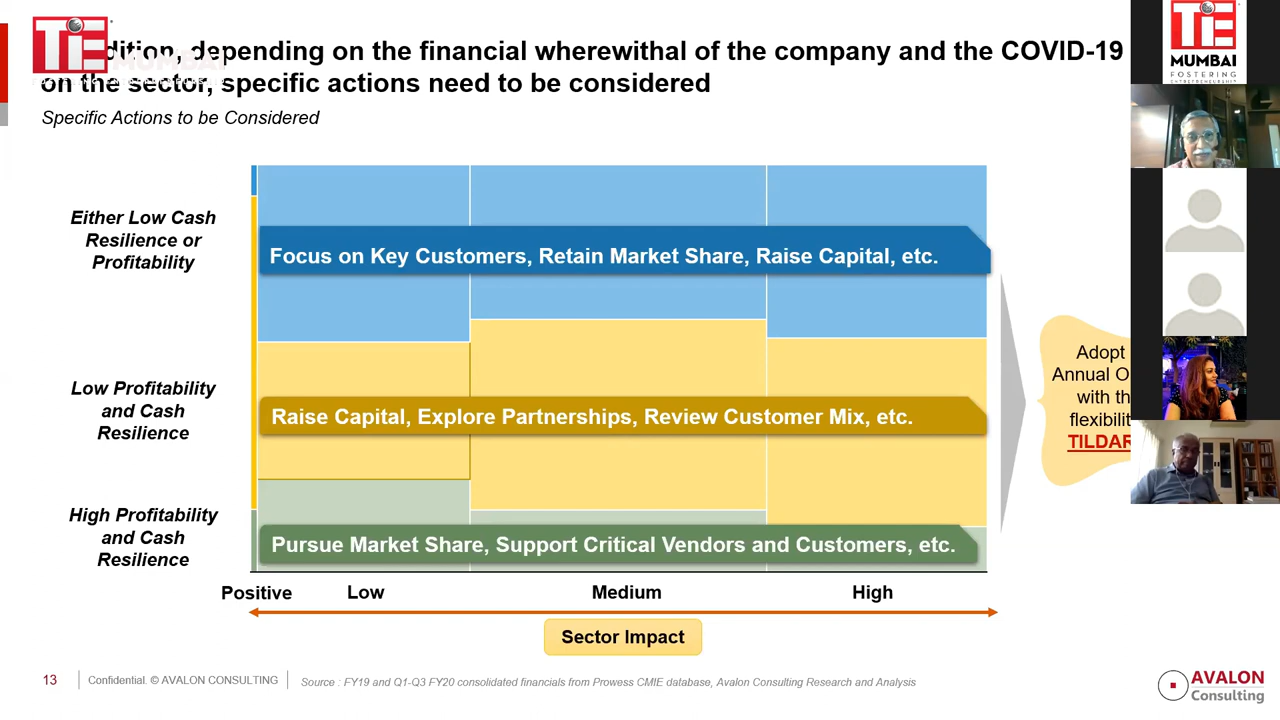 dition, depending on the financial wherewithal of the company and the COVID-19
on the sector, specific actions need to be considered
Specific Actions to be Considered
TiE
MUMBAI
TiE
MUMBAI
FOSTERING
ENTREPRENEURSHIP
Either Low Cash
Resilience or
Profitability
Focus on Key Customers, Retain Market Share, Raise Capital, etc.
Low Profitability
and Cash
Resilience
Raise Capital, Explore Partnerships, Review Customer Mix, etc.
High Profitability
and Cash
Resilience
Pursue Market Share, Support Critical Vendors and Customers, etc.
Adopt
Annual O
with th
flexibilit
TILDAR
Positive Low Medium High
Sector Impact
13 Confidential. © AVALON CONSULTING Source : FY19 and Q1-Q3 FY20 consolidated financials from Prowess CMIE database, Avalon Consulting Research and Analysis
AVALON
Consulting